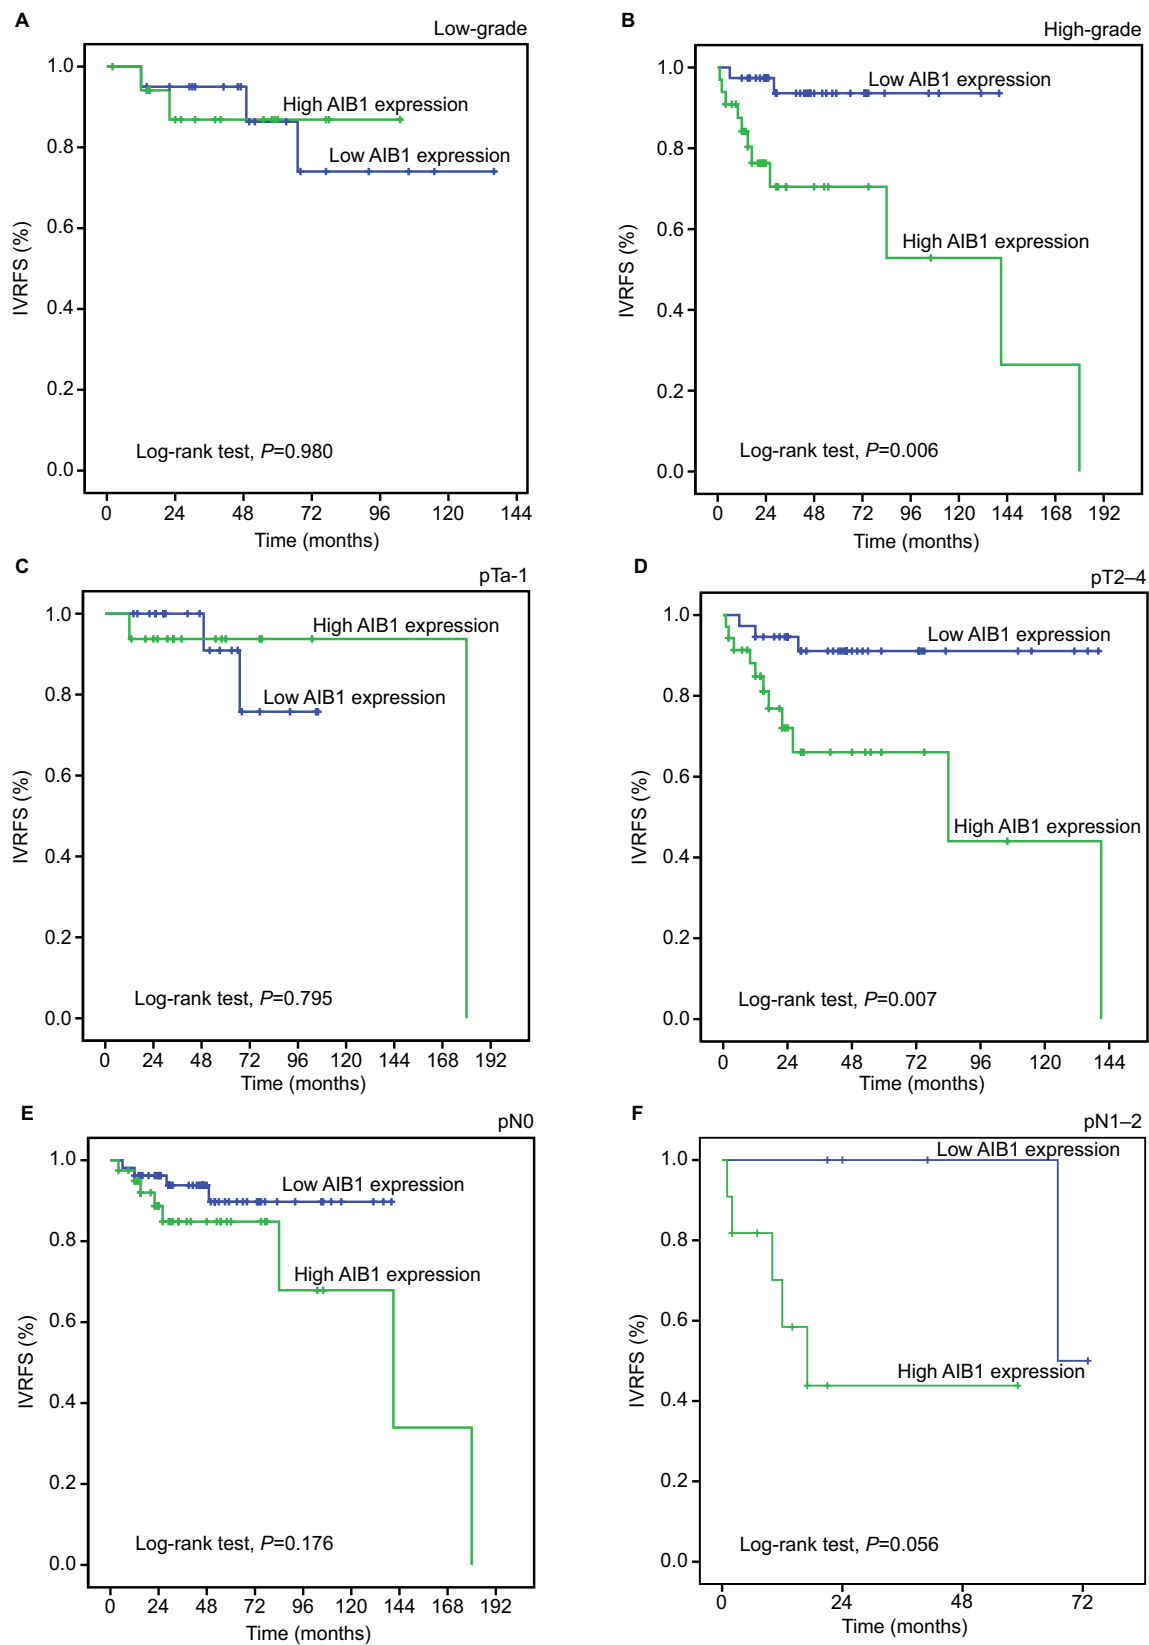 A
Low-grade
1.0
0.8
0.6
0.4
0.2
0.0
IVRFS (%)
High AIB1 expression
Low AIB1 expression
Log-rank test, P=0.980
0 24 48 72 96 120 144
Time (months)
B
High-grade
1.0
0.8
0.6
0.4
0.2
0.0
IVRFS (%)
Low AIB1 expression
High AIB1 expression
Log-rank test, P=0.006
0 24 48 72 96 120 144 168 192
Time (months)
C
pTa-1
1.0
0.8
0.6
0.4
0.2
0.0
IVRFS (%)
High AIB1 expression
Low AIB1 expression
Log-rank test, P=0.795
0 24 48 72 96 120 144 168 192
Time (months)
D
pT2–4
1.0
0.8
0.6
0.4
0.2
0.0
IVRFS (%)
Low AIB1 expression
High AIB1 expression
Log-rank test, P=0.007
0 24 48 72 96 120 144
Time (months)
E
pN0
1.0
0.8
0.6
0.4
0.2
0.0
IVRFS (%)
Low AIB1 expression
High AIB1 expression
Log-rank test, P=0.176
0 24 48 72 96 120 144 168 192
Time (months)
F
pN1–2
1.0
0.8
0.6
0.4
0.2
0.0
IVRFS (%)
Low AIB1 expression
High AIB1 expression
Log-rank test, P=0.056
0 24 48 72
Time (months)